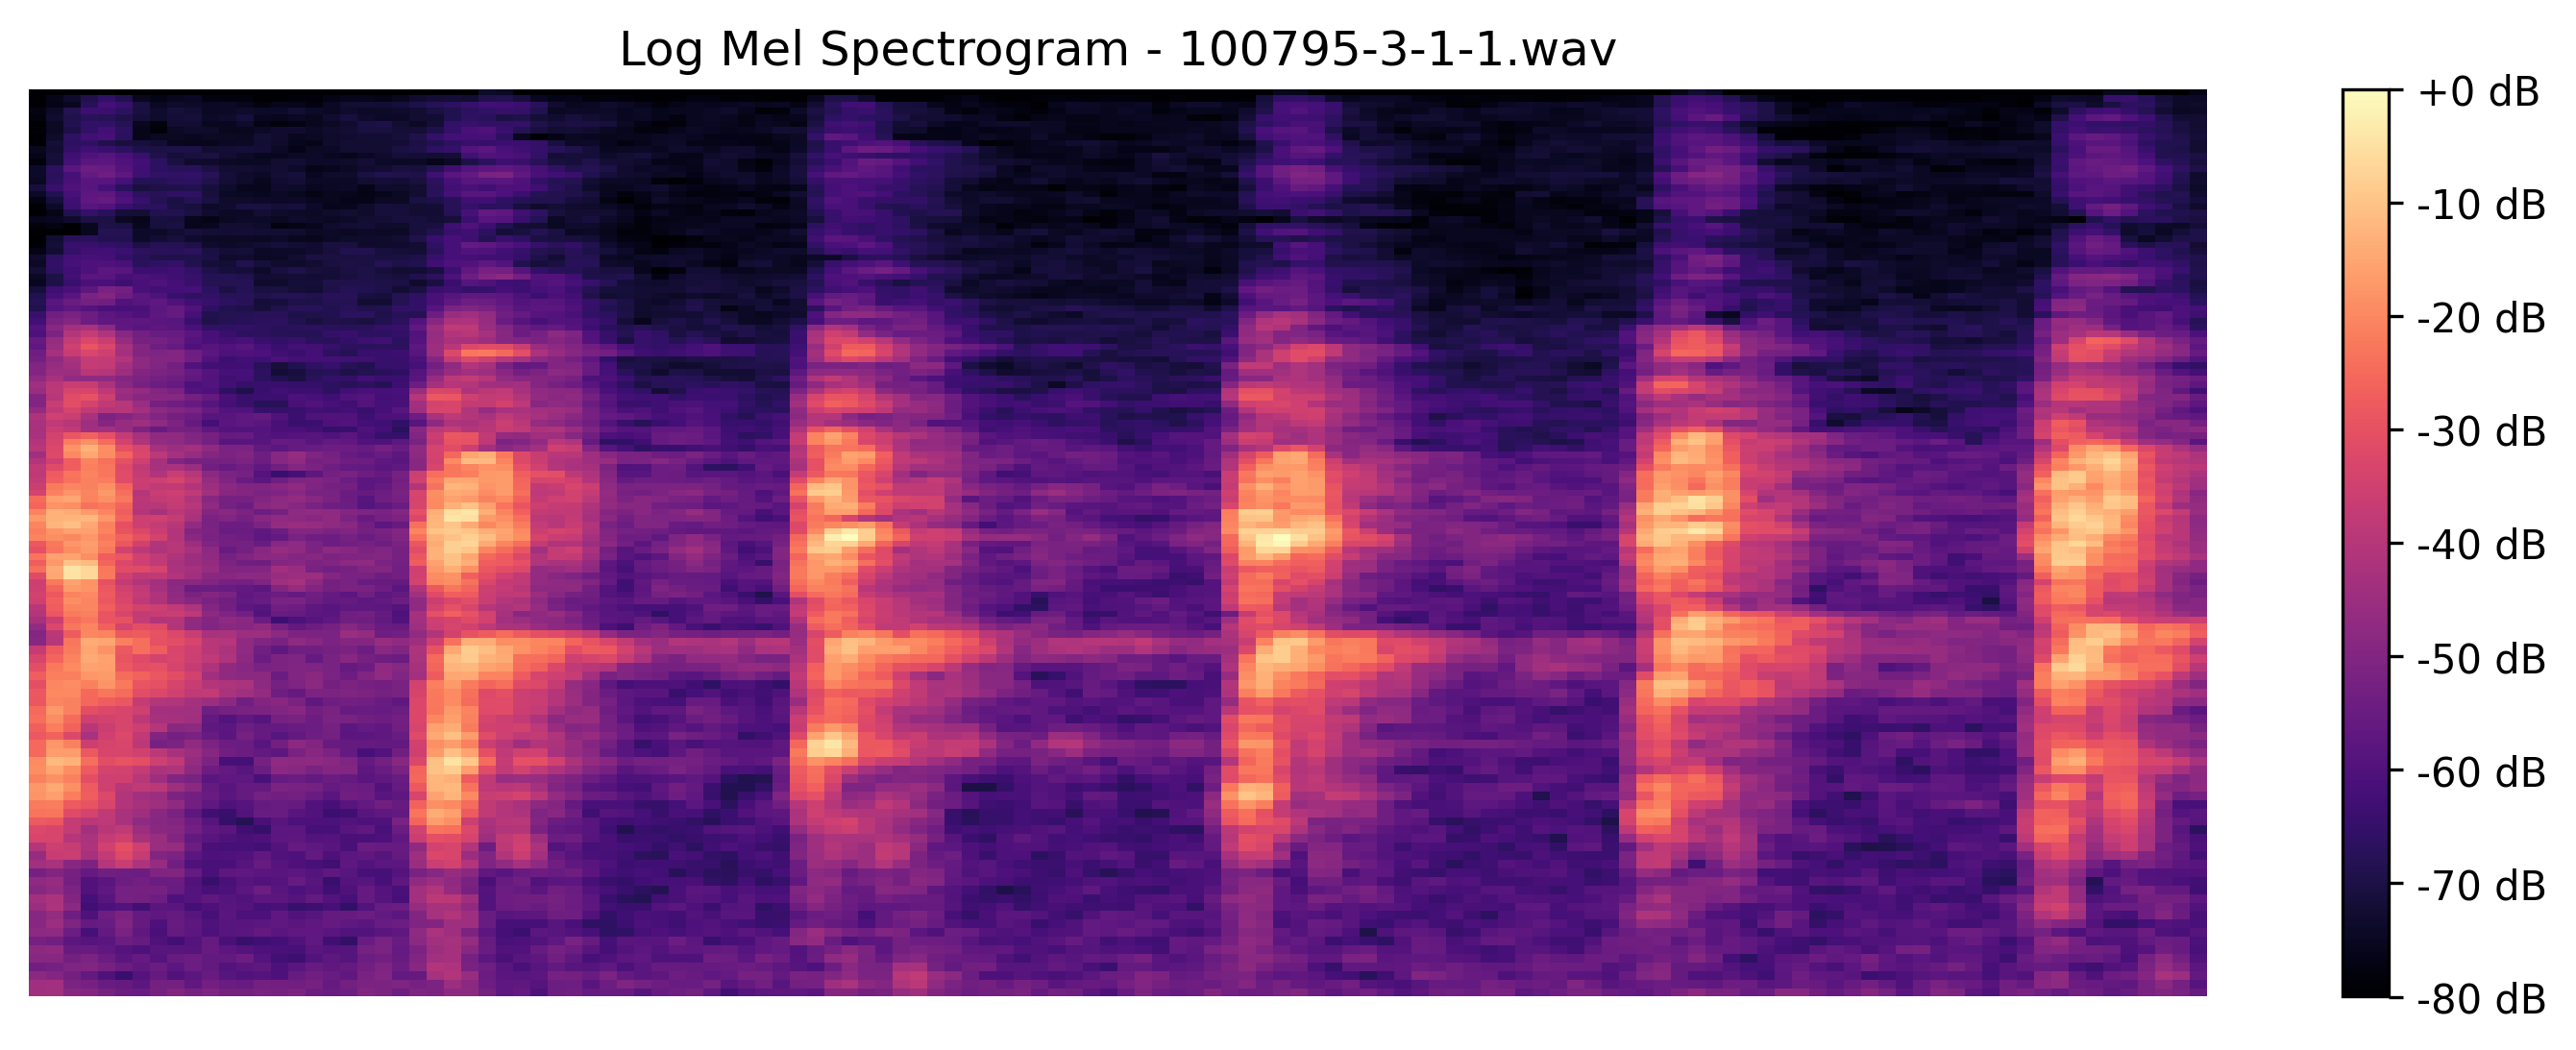 Log Mel Spectrogram - 100795-3-1-1.wav
+0 dB
-10 dB
-20 dB
-30 dB
-40 dB
-50 dB
-60 dB
-70 dB
-80 dB